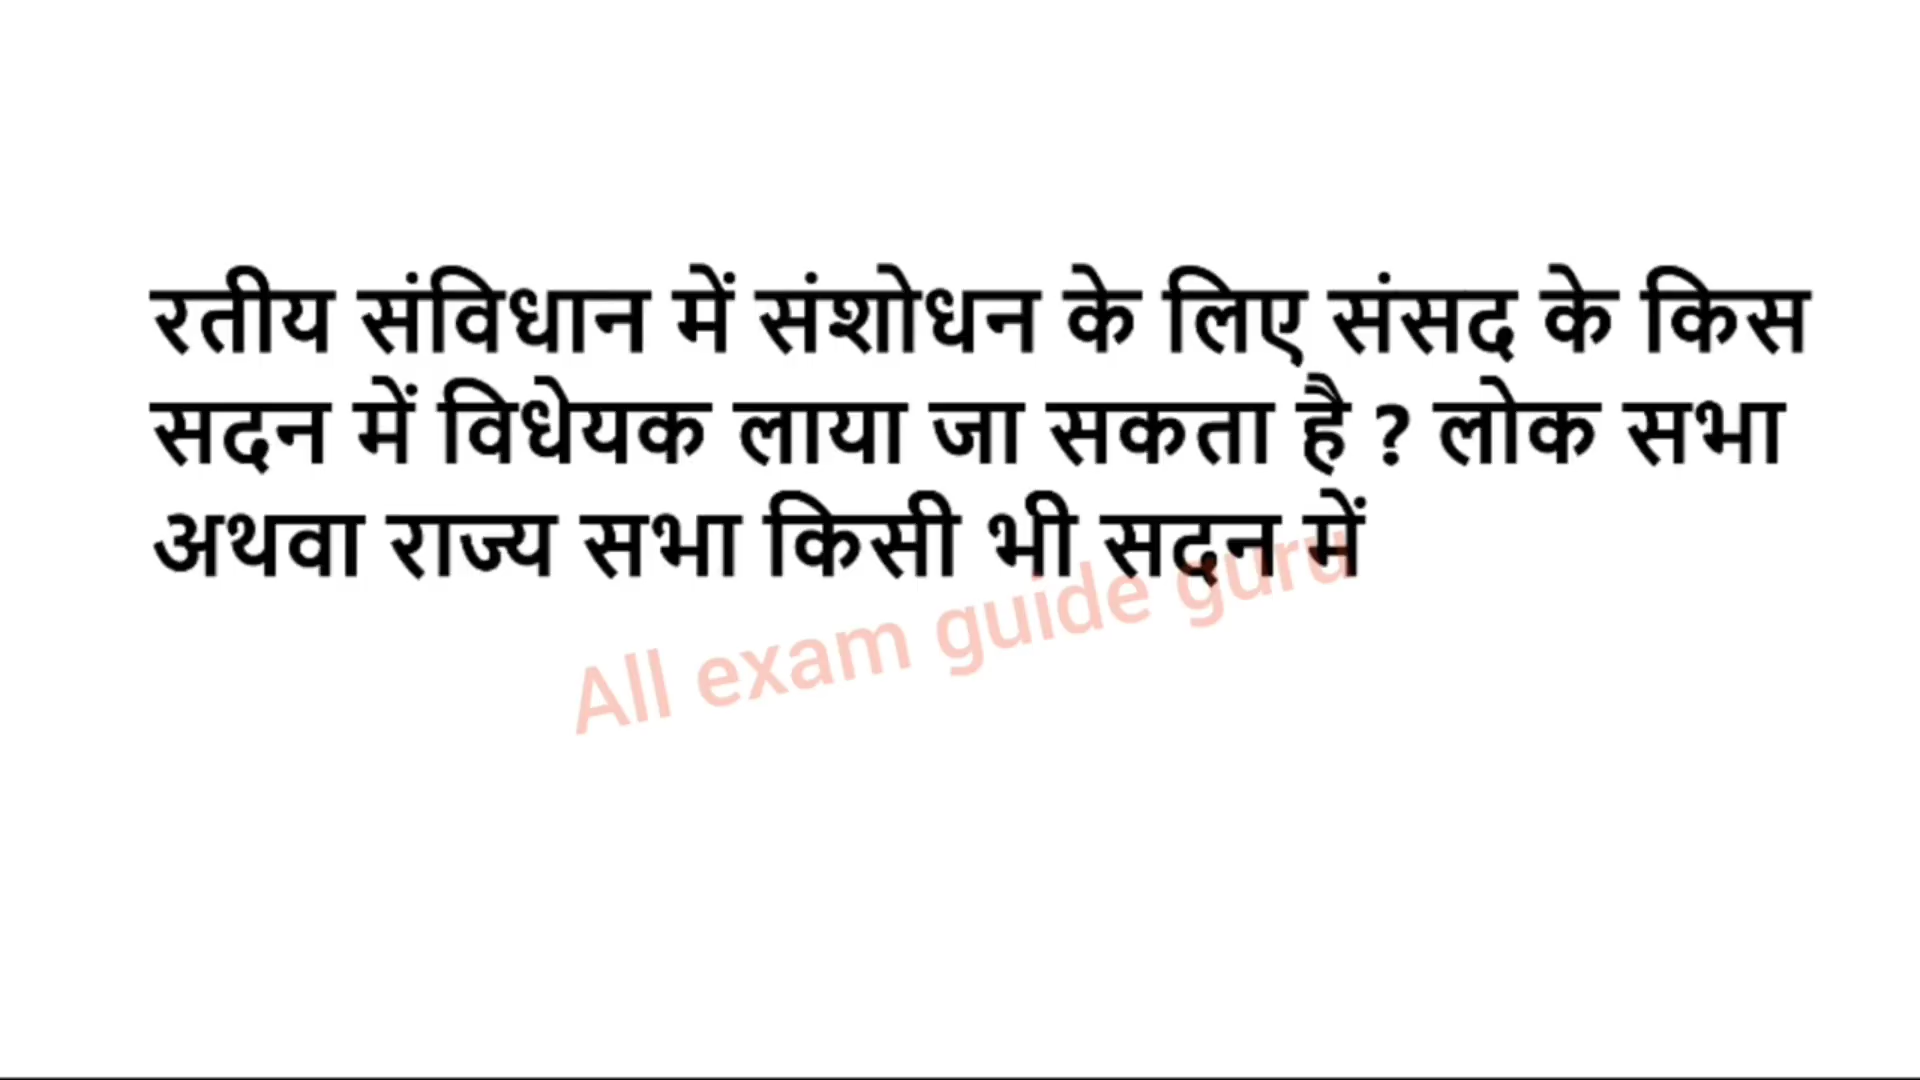 रतीय संविधान में संशोधन के लिए संसद के किस
सदन में विधेयक लाया जा सकता है ? लोक सभा
अथवा राज्य सभा किसी भी सदन में
All exam guide guru